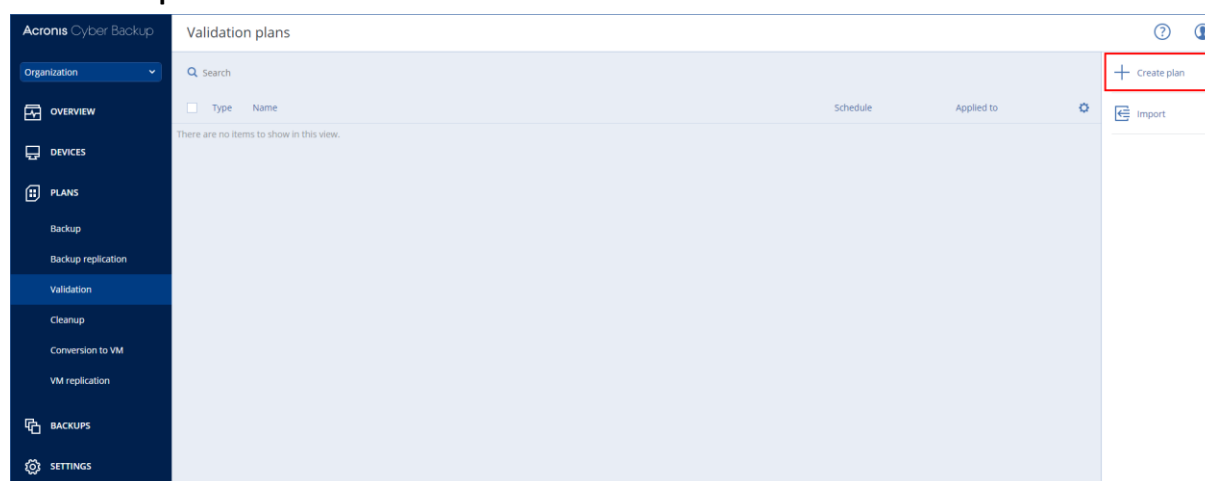 Acronis Cyber Backup
Validation plans
Organization
Search
Create plan
OVERVIEW
Type Name Schedule Applied to
Import
There are no items to show in this view.
DEVICES
PLANS
Backup
Backup replication
Validation
Cleanup
Conversion to VM
VM replication
BACKUPS
SETTINGS